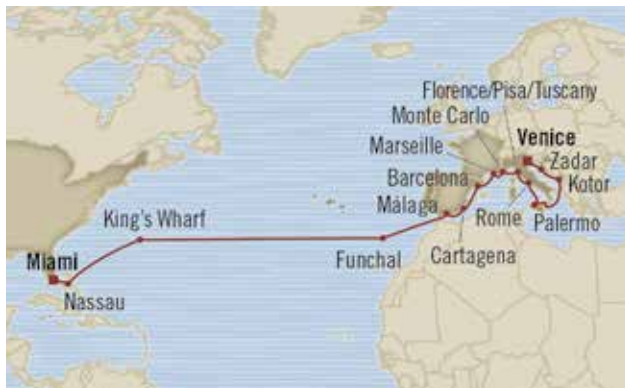 Florence/Pisa/Tuscany
Monte Carlo
Venice
Marseille
Zadar
Barcelona
Kotor
Málaga
King's Wharf
Rome
Palermo
Funchal
Cartagena
Miami
Nassau